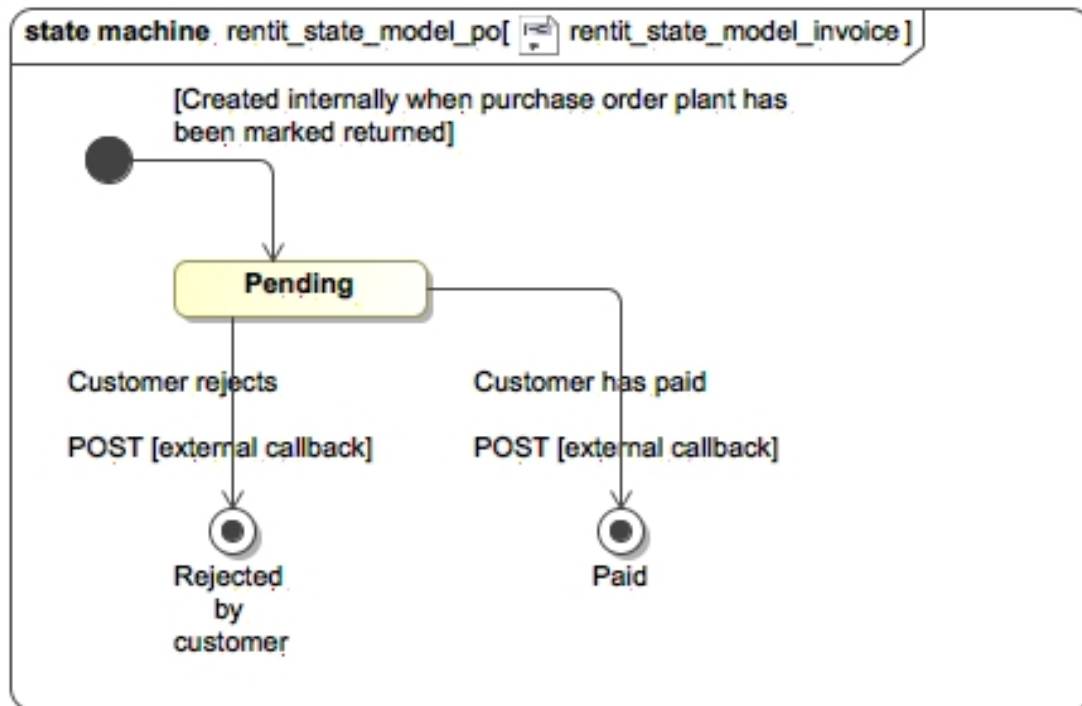 state machine rentit_state_model_po[ rentit_state_model_invoice ]
[Created internally when purchase order plant has
been marked returned]
Pending
Customer rejects
POST [external callback]
Customer has paid
POST [external callback]
Rejected
by
customer
Paid